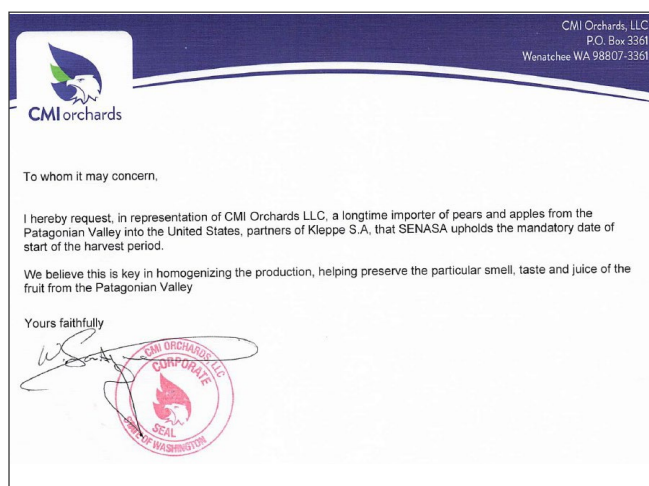 CMI Orchards, LLC
P.O. Box 3361
Wenatchee WA 98807-3361
CMI orchards
To whom it may concern,
I hereby request, in representation of CMI Orchards LLC, a longtime importer of pears and apples from the
Patagonian Valley into the United States, partners of Kleppe S.A, that SENASA upholds the mandatory date of
start of the harvest period.
We believe this is key in homogenizing the production, helping preserve the particular smell, taste and juice of the
fruit from the Patagonian Valley
Yours faithfully
CMI ORCHARDS, LLC
CORPORATE
SEAL
STATE OF WASHINGTON